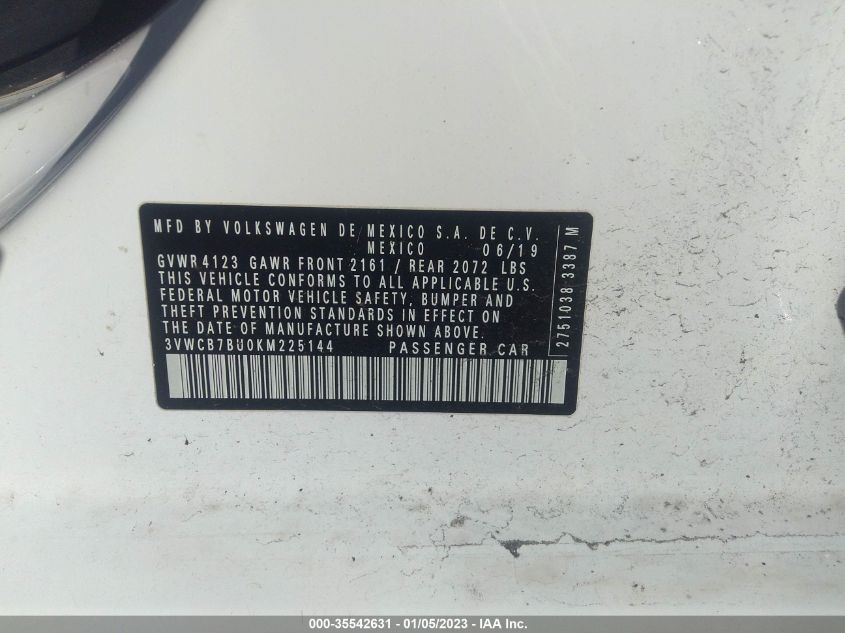 MFD BY VOLKSWAGEN DE MEXICO S.A. DE C.V.
MEXICO 06/19
GVWR 4123 GAWR FRONT 2161 / REAR 2072 LBS
THIS VEHICLE CONFORMS TO ALL APPLICABLE U.S.
FEDERAL MOTOR VEHICLE SAFETY, BUMPER AND
THEFT PREVENTION STANDARDS IN EFFECT ON
THE DATE OF MANUFACTURE SHOWN ABOVE.
3VWCB7BU0KM225144 PASSENGER CAR
2751038 3387 M
000-35542631 - 01/05/2023 - IAA Inc.